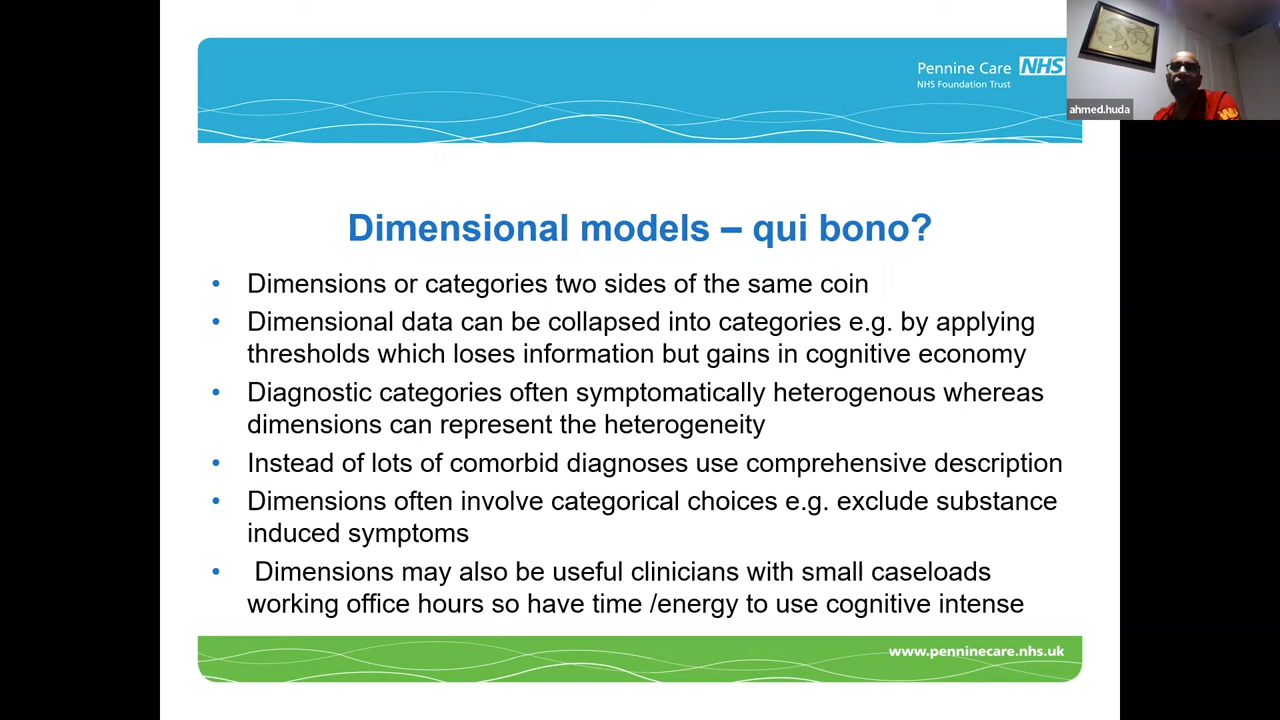 Pennine Care NHS
NHS Foundation Trust
ahmed.huda
Dimensional models – qui bono?
• Dimensions or categories two sides of the same coin
• Dimensional data can be collapsed into categories e.g. by applying
thresholds which loses information but gains in cognitive economy
• Diagnostic categories often symptomatically heterogenous whereas
dimensions can represent the heterogeneity
• Instead of lots of comorbid diagnoses use comprehensive description
• Dimensions often involve categorical choices e.g. exclude substance
induced symptoms
• Dimensions may also be useful clinicians with small caseloads
working office hours so have time /energy to use cognitive intense
www.penninecare.nhs.uk